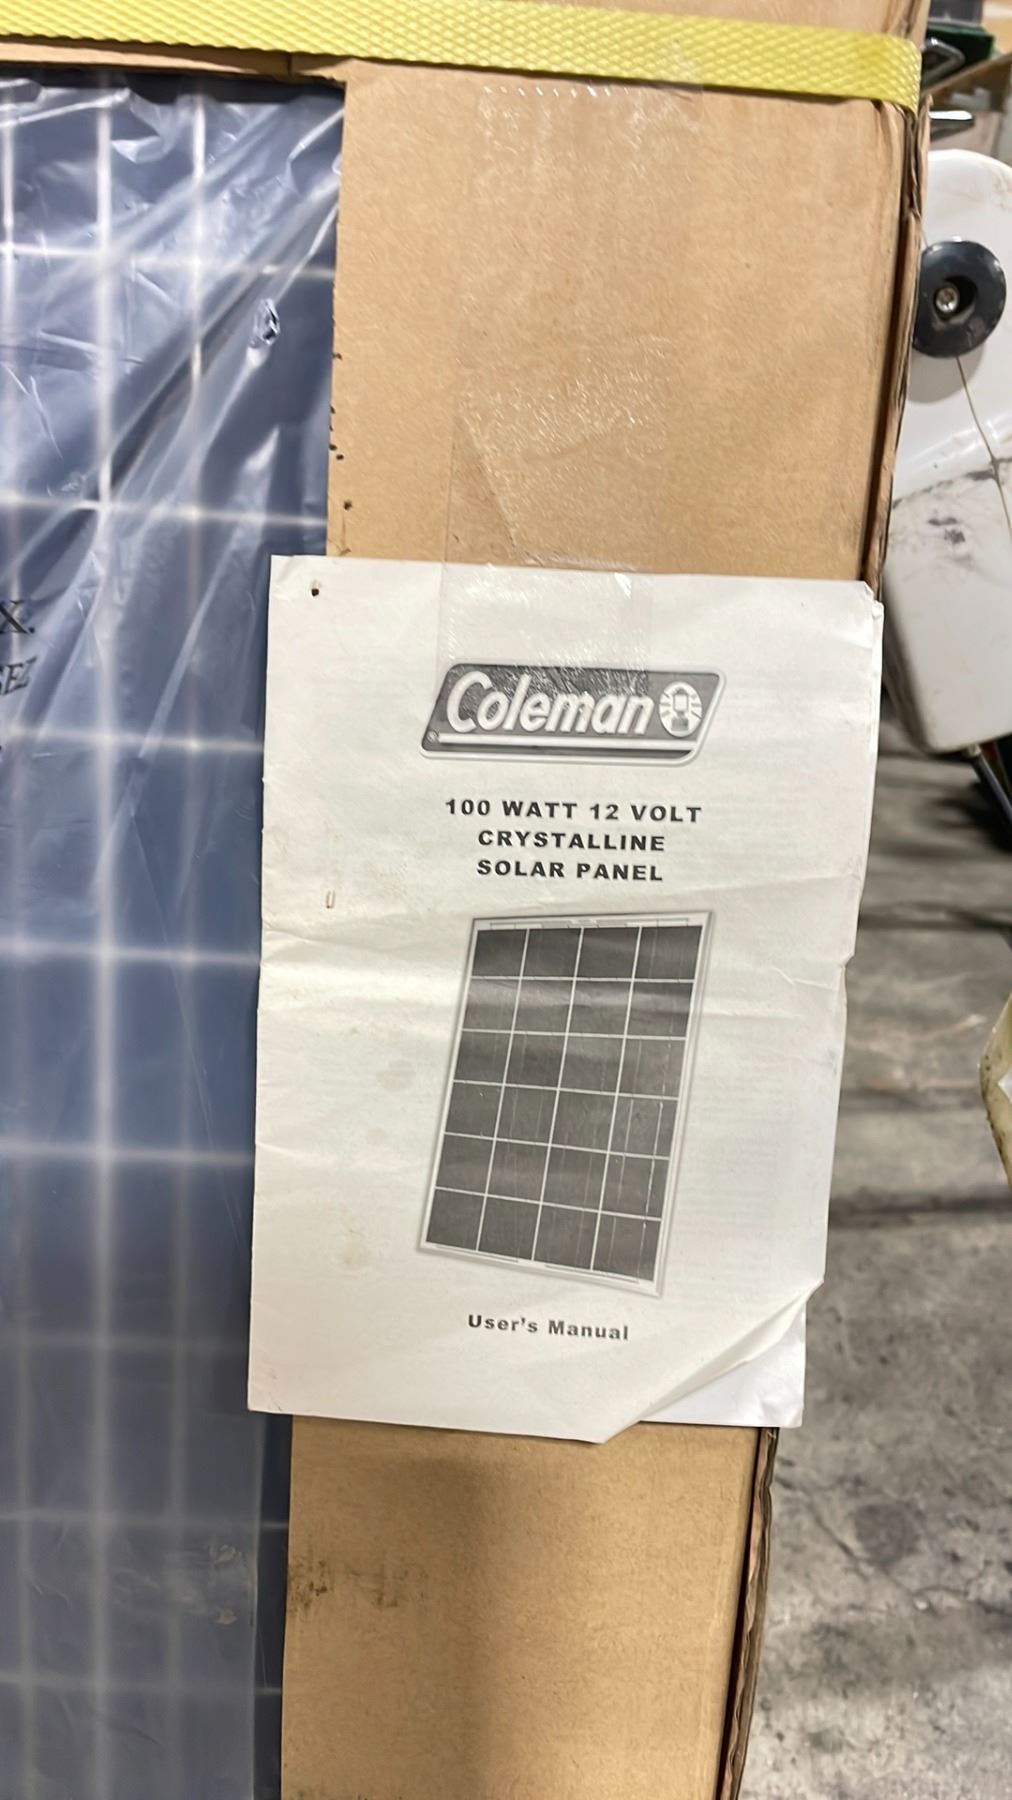 X.
Coleman
100 WATT 12 VOLT
CRYSTALLINE
SOLAR PANEL
User's Manual